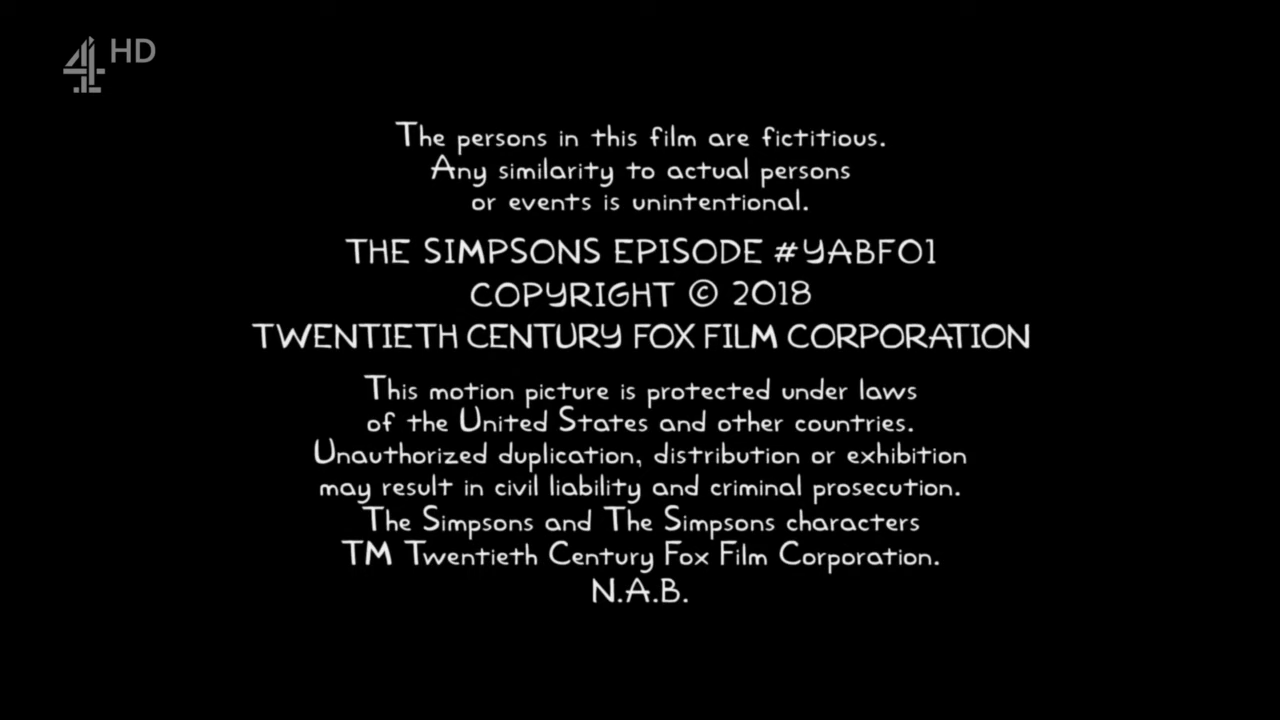 4 HD
The persons in this film are fictitious.
Any similarity to actual persons
or events is unintentional.
THE SIMPSONS EPISODE #YABF01
COPYRIGHT © 2018
TWENTIETH CENTURY FOX FILM CORPORATION
This motion picture is protected under laws
of the United States and other countries.
Unauthorized duplication, distribution or exhibition
may result in civil liability and criminal prosecution.
The Simpsons and The Simpsons characters
TM Twentieth Century Fox Film Corporation.
N.A.B.